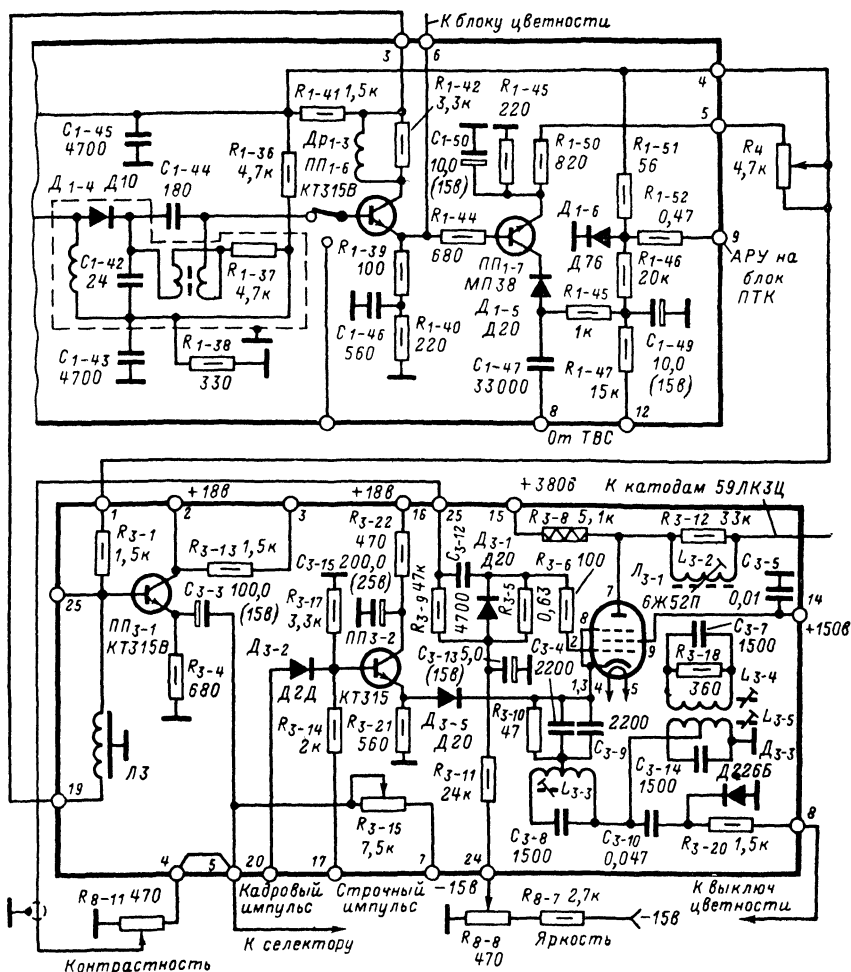 К блоку цветности
3
6
4
R1-41 1,5к
R1-42
3,3к
R1-45
220
5
C1-45
4700
C1-44
180
R1-36
4,7к
Др1-3
ПП1-6
КТ315В
C1-50
10,0
(15в)
R1-50
820
R1-51
56
R4
4,7к
Д1-4 Д10
R1-52
0,47
9
C1-42
24
R1-37
4,7к
R1-39
100
R1-44
680
Д1-6
Д76
R1-46
20к
АРУ на
блок
ПТК
ПП1-7
МП38
Д1-5
Д20
R1-45
1к
C1-43
4700
R1-38
330
C1-46
560
R1-40
220
C1-47
33000
R1-47
15к
C1-49
10,0
(15в)
8
12
От ТВС
1
+18в
2
3
+18в
16
25
15
+380в
К катодам 59ЛК3Ц
R3-1
1,5к
R3-13 1,5к
R3-22
470
C3-12
4700
Д3-1
Д20
R3-8 5,1к
R3-12 33к
C3-3
100,0
(15в)
C3-15
200,0
(25в)
R3-9 47к
R3-5
0,63
R3-6
100
L3-2
C3-5
0,01
25
R3-17
3,3к
Л3-1
6Ж52П
14
+150в
ПП3-1
КТ315В
Д3-2
Д2Д
ПП3-2
КТ315
C3-13 5,0
(15в)
C3-4
2200
7
8
2
9
1,3
4
5
C3-7
1500
R3-18
360
L3-4
R3-4
680
L3-5
R3-14
2к
R3-21
560
Д3-5
Д20
R3-10
47
2200
C3-9
C3-14
1500
Д3-3
Д226Б
ЛЗ
19
R3-11
24к
L3-3
R3-15
7,5к
C3-8
1500
C3-10
0,047
R3-20 1,5к
8
4
5
20
17
7
24
R8-11 470
Кадровый
импульс
Строчный
импульс
-15в
R8-7 2,7к
-15в
К выключ
цветности
К селектору
R8-8
470
Яркость
Контрастность